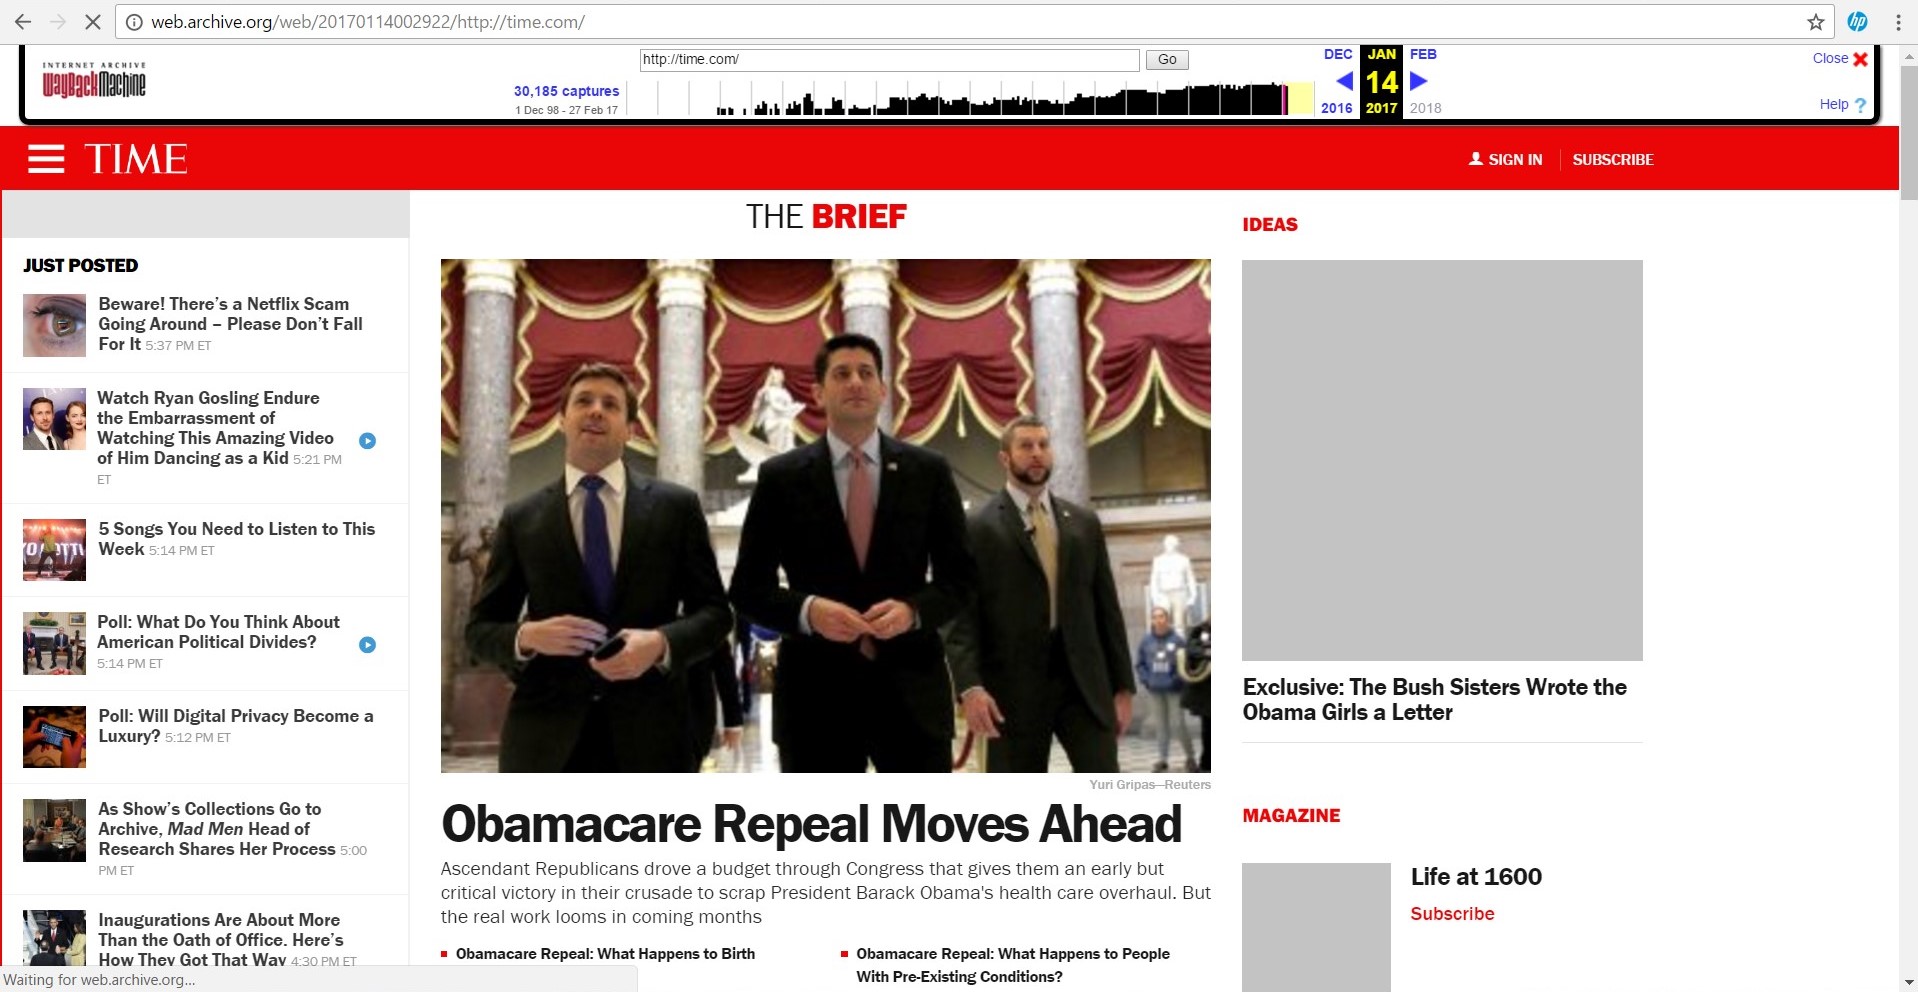 web.archive.org/web/20170114002922/http://time.com/
hp
INTERNET ARCHIVE
WayBackMachine
http://time.com/
Go
30,185 captures
1 Dec 98 - 27 Feb 17
DEC
JAN
FEB
14
2016
2017
2018
Close
Help ?
TIME
SIGN IN
SUBSCRIBE
JUST POSTED
Beware! There's a Netflix Scam
Going Around – Please Don't Fall
For It 5:37 PM ET
Watch Ryan Gosling Endure
the Embarrassment of
Watching This Amazing Video
of Him Dancing as a Kid 5:21 PM
ET
5 Songs You Need to Listen to This
Week 5:14 PM ET
Poll: What Do You Think About
American Political Divides?
5:14 PM ET
Poll: Will Digital Privacy Become a
Luxury? 5:12 PM ET
As Show's Collections Go to
Archive, Mad Men Head of
Research Shares Her Process 5:00
PM ET
Inaugurations Are About More
Than the Oath of Office. Here's
How They Got That Way 4:30 PM ET
Waiting for web.archive.org...
THE BRIEF
Yuri Gripas—Reuters
Obamacare Repeal Moves Ahead
Ascendant Republicans drove a budget through Congress that gives them an early but
critical victory in their crusade to scrap President Barack Obama's health care overhaul. But
the real work looms in coming months
Obamacare Repeal: What Happens to Birth
Obamacare Repeal: What Happens to People
With Pre-Existing Conditions?
IDEAS
Exclusive: The Bush Sisters Wrote the
Obama Girls a Letter
MAGAZINE
Life at 1600
Subscribe